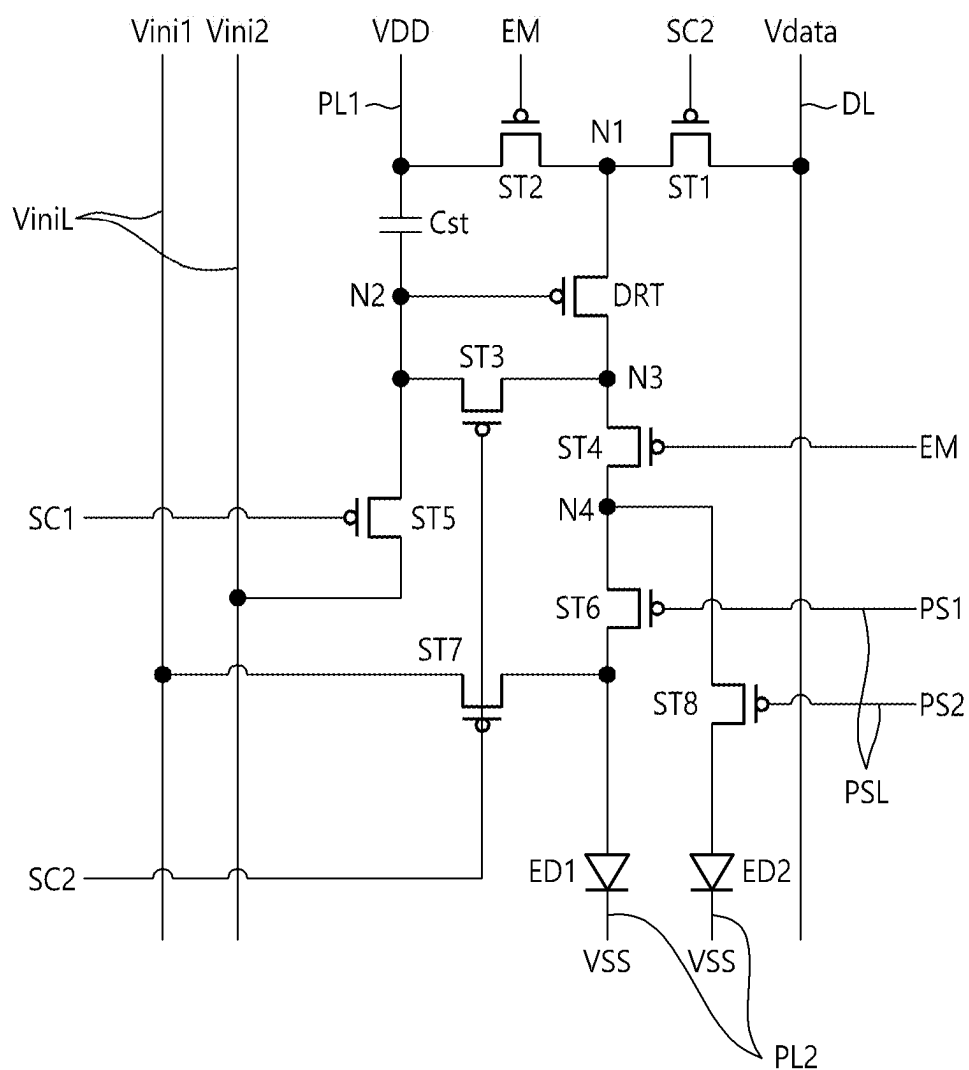 Vini1 Vini2 VDD EM SC2 Vdata
PL1 DL
N1
ST2 ST1
ViniL Cst
N2 DRT
ST3
N3
ST4 EM
SC1 ST5 N4
ST6 PS1
ST7
ST8 PS2
PSL
SC2 ED1 ED2
VSS VSS
PL2